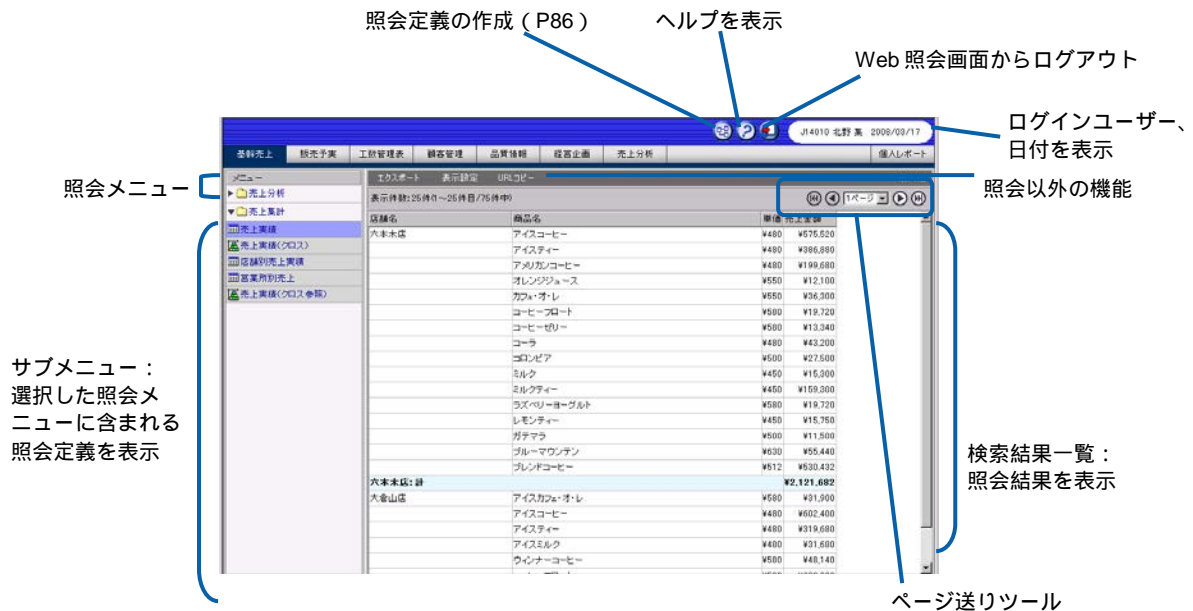 照会定義の作成（P86）
ヘルプを表示
Web 照会画面からログアウト
ログインユーザー、
日付を表示
J14010 北野 薫 2008/03/17
基幹売上 販売予実 工数管理表 顧客管理 品質情報 経営企画 売上分析 個人レポート
照会メニュー
メニュー
エクスポート 表示設定 URLコピー
照会以外の機能
▶売上分析
表示件数:25件(1～25件目/75件中)
1ページ
▼売上集計
店舗名 商品名 単価 売上金額
売上実績
売上実績(クロス)
店舗別売上実績
営業所別売上
売上実績(クロス参照)
六本木店 アイスコーヒー ¥480 ¥575,520
アイスティー ¥480 ¥386,880
アメリカンコーヒー ¥480 ¥199,680
オレンジジュース ¥550 ¥12,100
カフェ・オ・レ ¥550 ¥36,300
コーヒーフロート ¥580 ¥19,720
コーヒーゼリー ¥580 ¥13,340
コーラ ¥480 ¥43,200
コロンビア ¥500 ¥27,500
ミルク ¥450 ¥15,300
ミルクティー ¥450 ¥159,300
ラズベリーヨーグルト ¥580 ¥19,720
レモンティー ¥450 ¥15,750
ガテマラ ¥500 ¥11,500
ブルーマウンテン ¥630 ¥55,440
ブレンドコーヒー ¥512 ¥530,432
六本木店:計 ¥2,121,682
大倉山店 アイスカフェ・オ・レ ¥580 ¥31,900
アイスコーヒー ¥480 ¥602,400
アイスティー ¥480 ¥319,680
アイスミルク ¥480 ¥31,680
ウィンナーコーヒー ¥580 ¥48,140
サブメニュー：
選択した照会メ
ニューに含まれる
照会定義を表示
検索結果一覧：
照会結果を表示
ページ送りツール